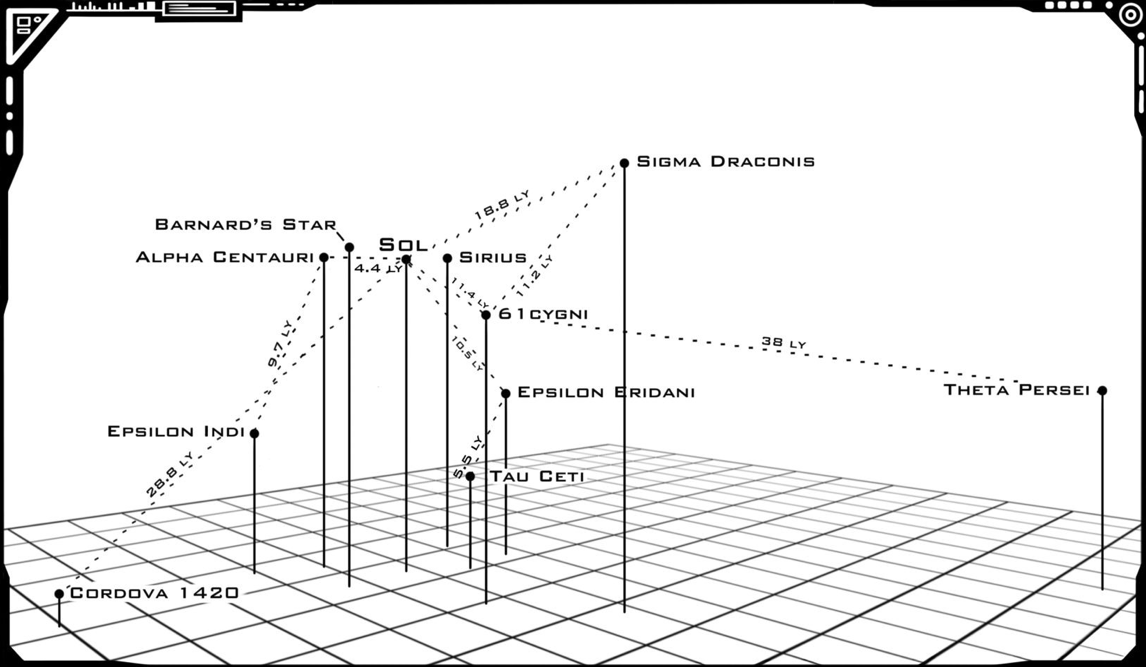 SIGMA DRACONIS
18.8 LY
BARNARD'S STAR
SOL
ALPHA CENTAURI
SIRIUS
4.4 LY
11.2 LY
11.4 LY
61CYGNI
9.7 LY
10.5 LY
38 LY
EPSILON ERIDANI
THETA PERSEI
EPSILON INDI
5.5 LY
28.8 LY
TAU CETI
CORDOVA 1420